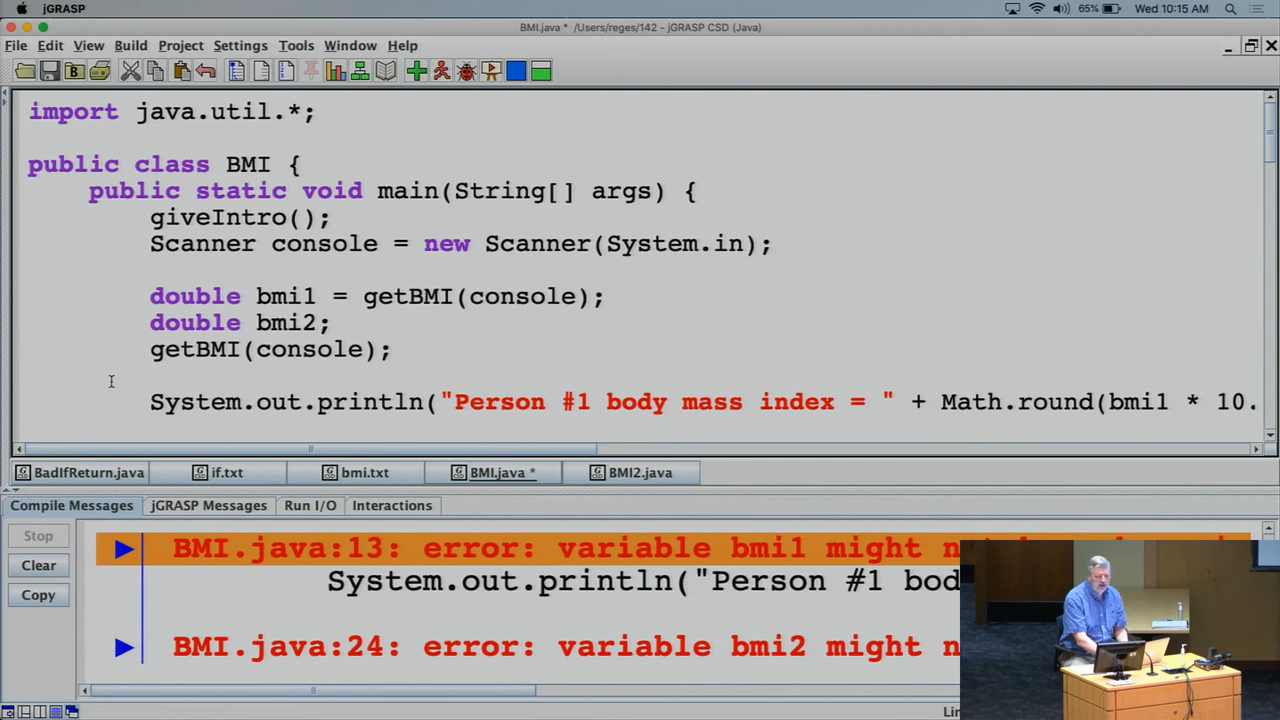 jGRASP
65%
Wed 10:15 AM
BMI.java * /Users/reges/142 - jGRASP CSD (Java)
File Edit View Build Project Settings Tools Window Help
import java.util.*;
public class BMI {
public static void main(String[] args) {
giveIntro();
Scanner console = new Scanner(System.in);
double bmi1 = getBMI(console);
double bmi2;
getBMI(console);
System.out.println("Person #1 body mass index = " + Math.round(bmi1 * 10.
BadIfReturn.java if.txt bmi.txt BMI.java * BMI2.java
Compile Messages jGRASP Messages Run I/O Interactions
Stop
Clear
Copy
BMI.java:13: error: variable bmi1 might
System.out.println("Person #1 bod
BMI.java:24: error: variable bmi2 might